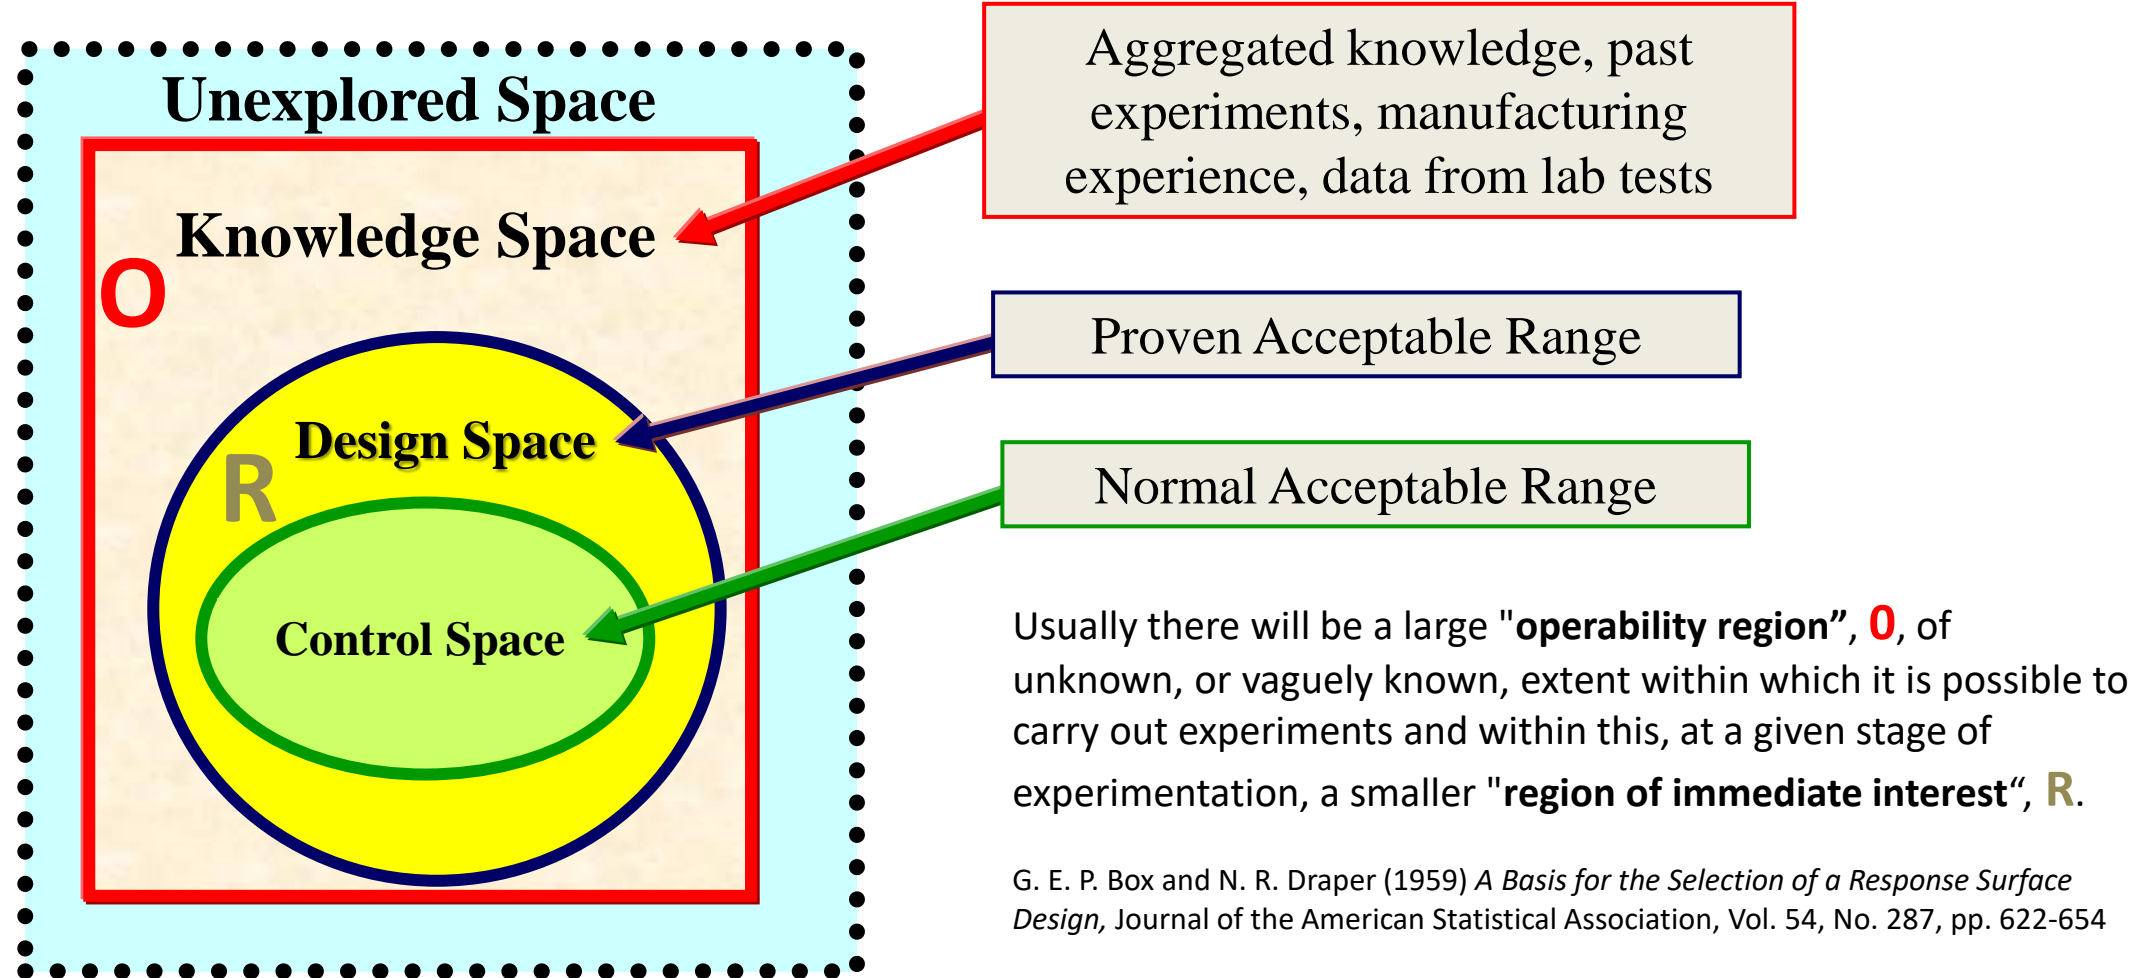 Unexplored Space
Knowledge Space
O
Design Space
R
Control Space
Aggregated knowledge, past
experiments, manufacturing
experience, data from lab tests
Proven Acceptable Range
Normal Acceptable Range
Usually there will be a large "operability region”, O, of
unknown, or vaguely known, extent within which it is possible to
carry out experiments and within this, at a given stage of
experimentation, a smaller "region of immediate interest“, R.
G. E. P. Box and N. R. Draper (1959) A Basis for the Selection of a Response Surface
Design, Journal of the American Statistical Association, Vol. 54, No. 287, pp. 622-654